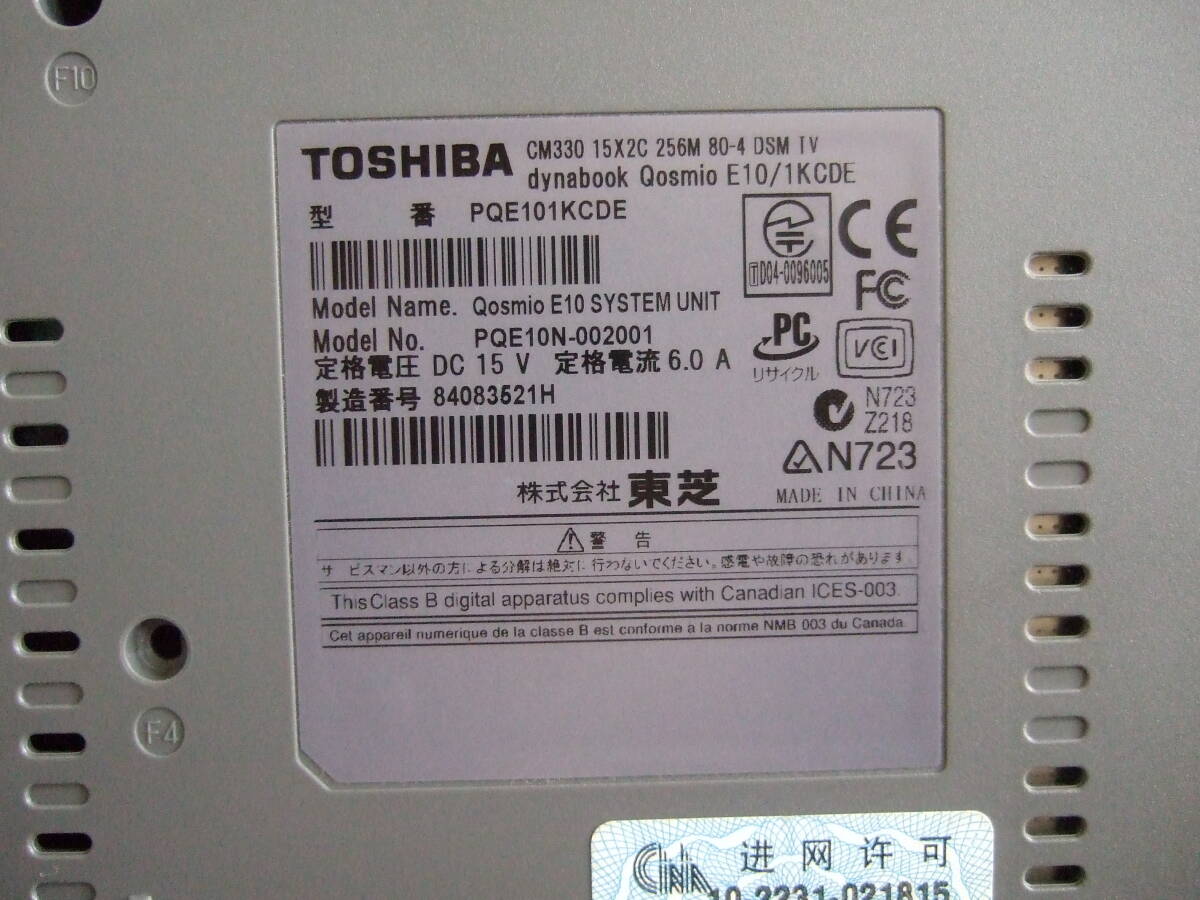 F10
TOSHIBA CM330 15X2C 256M 80-4 DSM TV
dynabook Qosmio E10/1KCDE
型 番 PQE101KCDE
T D04-0096005
CE
FC
Model Name. Qosmio E10 SYSTEM UNIT
Model No. PQE10N-002001
PC
リサイクル
VCI
定格電圧 DC 15 V 定格電流 6.0 A
製造番号 84083521H
N723
Z218
N723
株式会社 東芝
MADE IN CHINA
警 告
サービスマン以外の方による分解は絶対に行わないでください。感電や故障の恐れがあります。
This Class B digital apparatus complies with Canadian ICES-003.
Cet appareil numerique de la classe B est conforme a la norme NMB 003 du Canada.
F4
进网许可
10-2231-021815